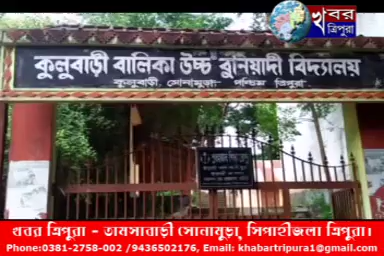 খবর
ত্রিপুরা
কুলুবাড়ী বালিকা উচ্চ বুনিয়াদী বিদ্যালয়
কুলুবাড়ী, সোনামুড়া, পশ্চিম ত্রিপুরা
খবর ত্রিপুরা - তামসাবাড়ী সোনামুড়া, সিপাহীজলা ত্রিপুরা।
Phone:0381-2758-002 /9436502176, Email: khabartripura1@gmail.com